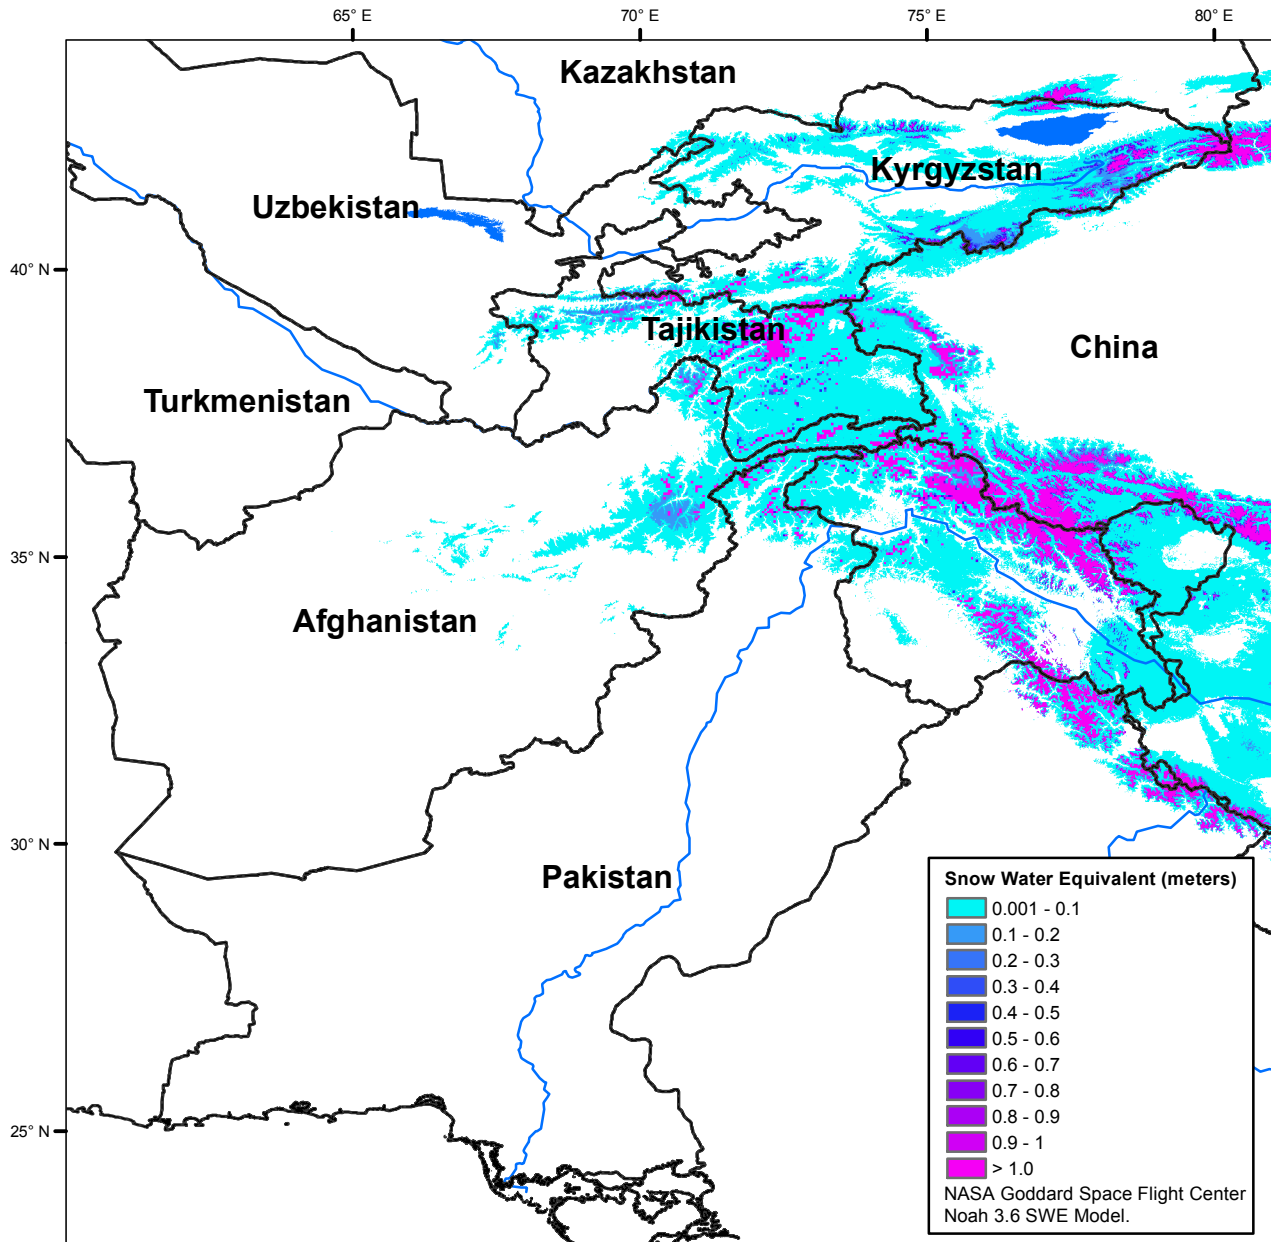 65° E
70° E
75° E
80° E
Kazakhstan
Kyrgyzstan
Uzbekistan
40° N
Tajikistan
China
Turkmenistan
35° N
Afghanistan
30° N
Pakistan
25° N
Snow Water Equivalent (meters)
0.001 - 0.1
0.1 - 0.2
0.2 - 0.3
0.3 - 0.4
0.4 - 0.5
0.5 - 0.6
0.6 - 0.7
0.7 - 0.8
0.8 - 0.9
0.9 - 1
> 1.0
NASA Goddard Space Flight Center
Noah 3.6 SWE Model.